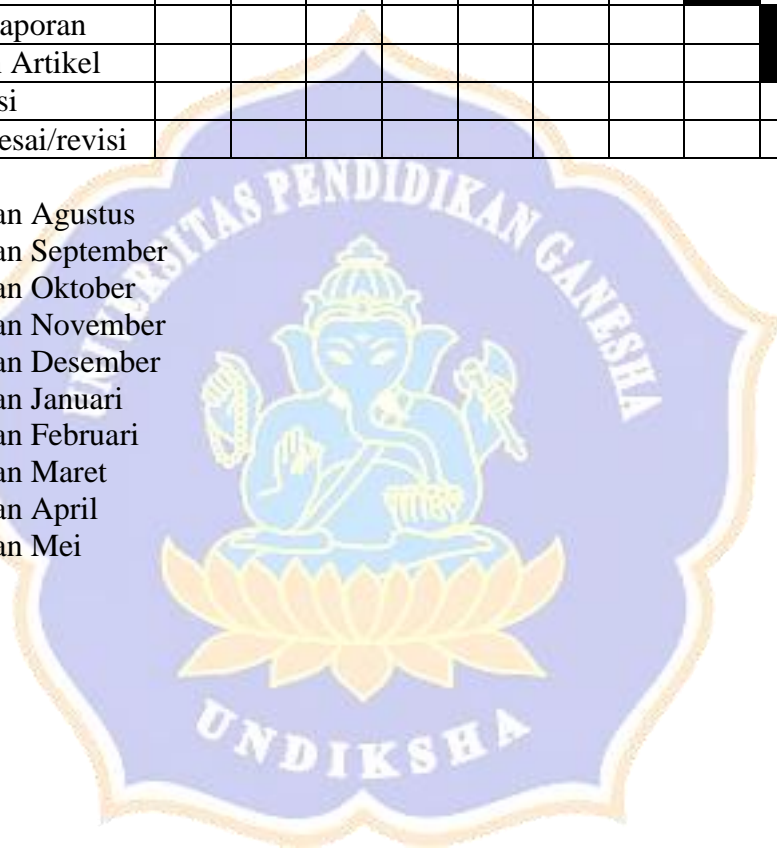 aporan
Artikel
si
esai/revisi
an Agustus
an September
an Oktober
an November
an Desember
an Januari
an Februari
an Maret
an April
an Mei
UNIVERSITAS PENDIDIKAN GANESHA
UNDIKSHA